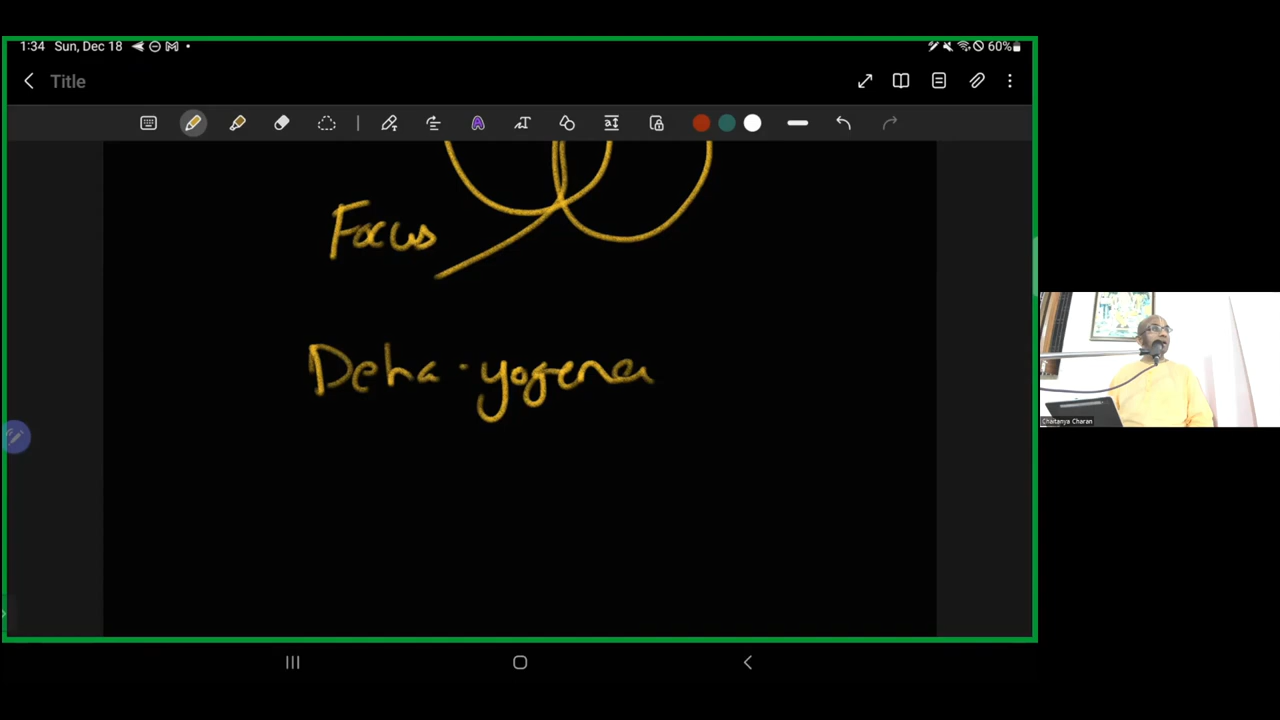 1:34 Sun, Dec 18
60%
Title
Focus
Deha-yogena
Chaitanya Charan